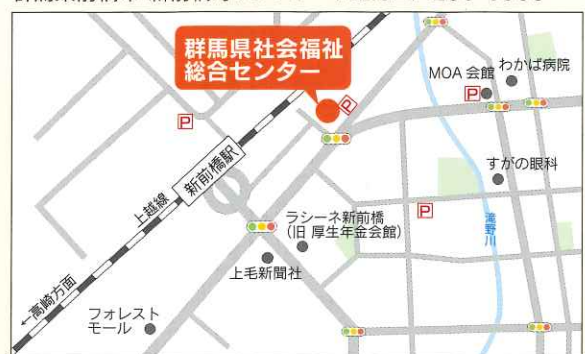 群馬県社会福祉
総合センター
P
P
MOA 会館
わかば病院
P
すがの眼科
新前橋駅
上越線
P
ラシーネ新前橋
(旧 厚生年金会館)
滝野川
上毛新聞社
←高崎方面
フォレスト
モール